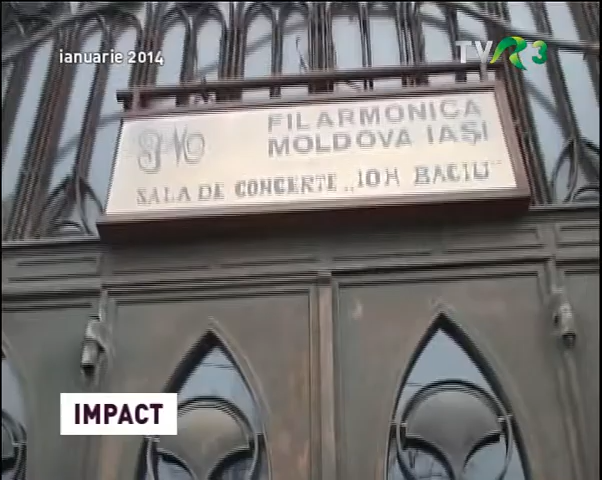 ianuarie 2014
TVR3
FILARMONICA
MOLDOVA IAȘI
SALA DE CONCERTE „ION BACIU”
IMPACT